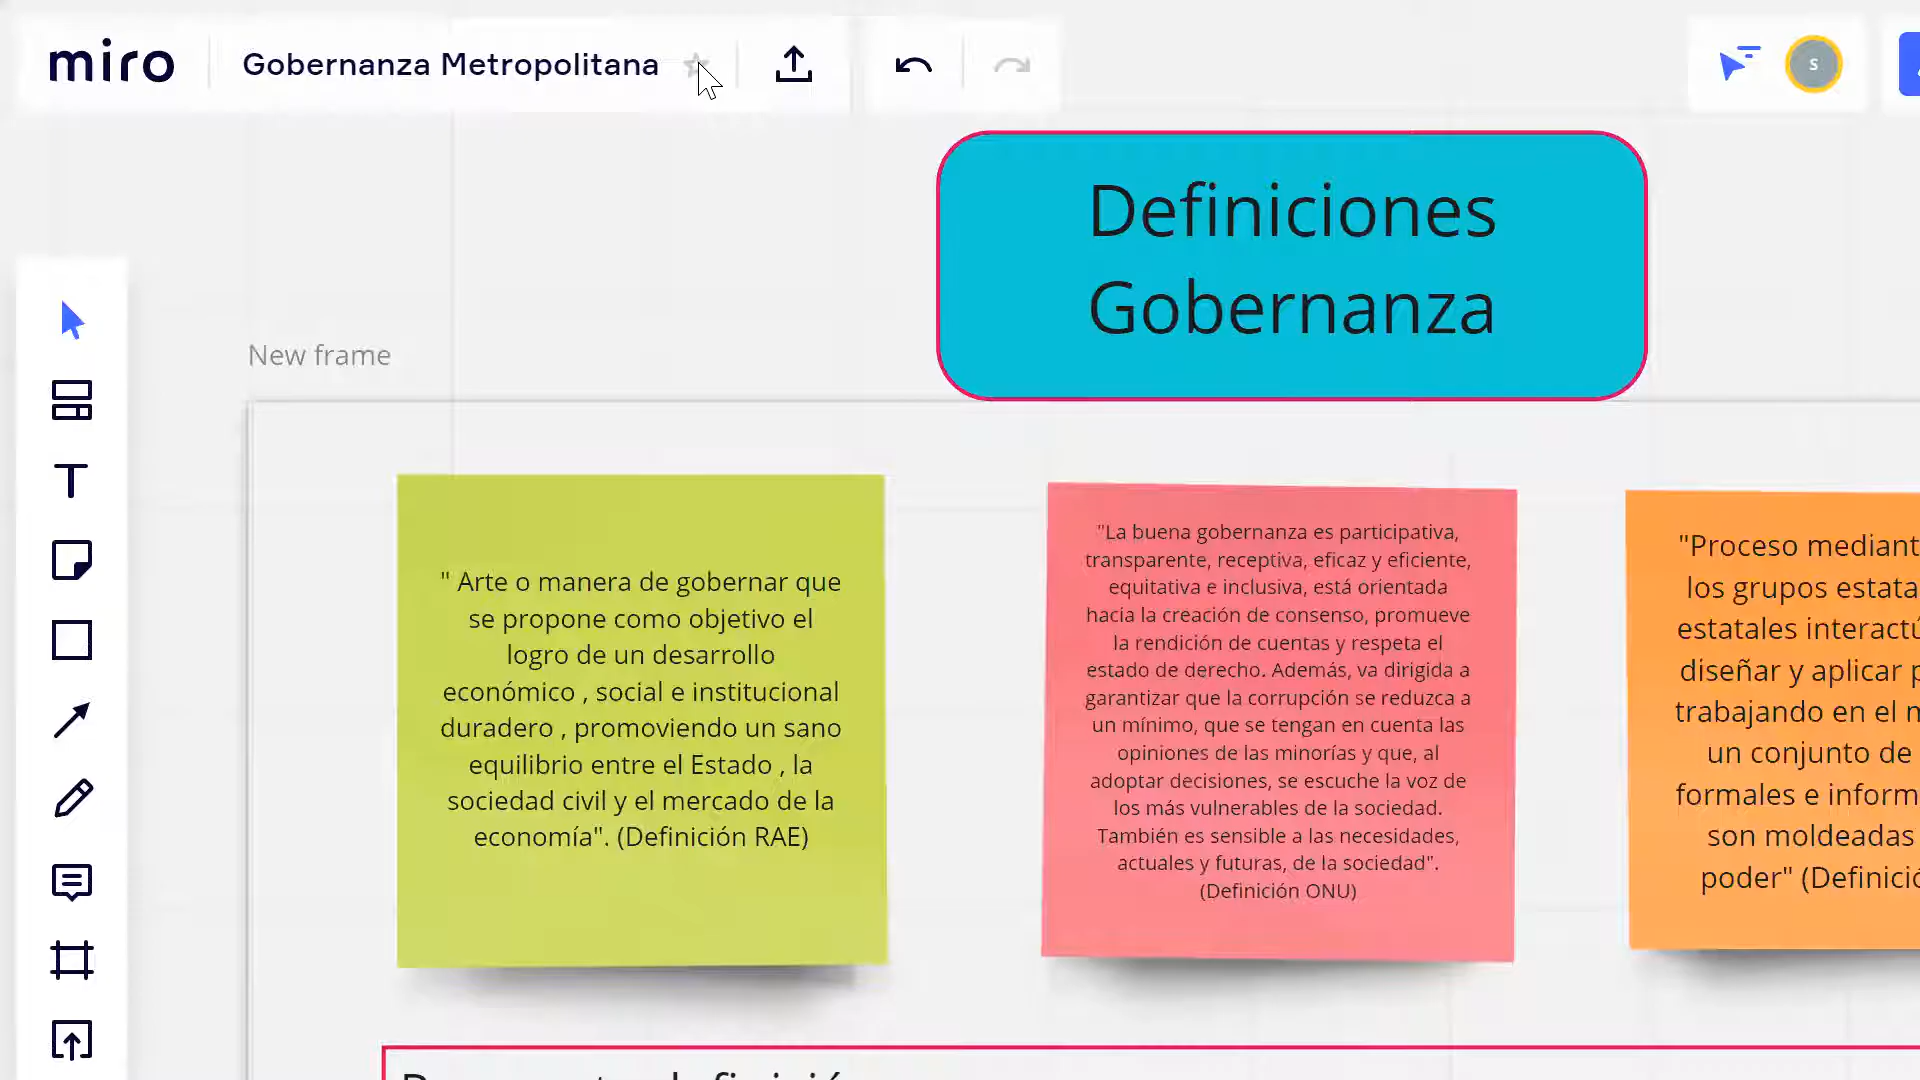 miro
Gobernanza Metropolitana
S
Definiciones
Gobernanza
New frame
" Arte o manera de gobernar que
se propone como objetivo el
logro de un desarrollo
económico , social e institucional
duradero , promoviendo un sano
equilibrio entre el Estado , la
sociedad civil y el mercado de la
economía". (Definición RAE)
"La buena gobernanza es participativa,
transparente, receptiva, eficaz y eficiente,
equitativa e inclusiva, está orientada
hacia la creación de consenso, promueve
la rendición de cuentas y respeta el
estado de derecho. Además, va dirigida a
garantizar que la corrupción se reduzca a
un mínimo, que se tengan en cuenta las
opiniones de las minorías y que, al
adoptar decisiones, se escuche la voz de
los más vulnerables de la sociedad.
También es sensible a las necesidades,
actuales y futuras, de la sociedad".
(Definición ONU)
"Proceso
los grupos
estatales
diseñar y aplicar
trabajando en el
un conjunto de
formales e
son moldeadas
poder"